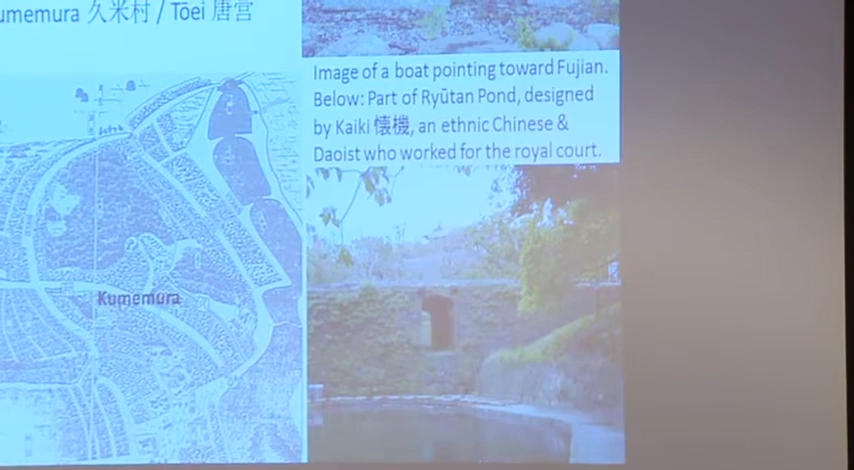 umemura 久米村 / Tōei 唐営
Image of a boat pointing toward Fujian.
Below: Part of Ryūtan Pond, designed
by Kaiki 懐機, an ethnic Chinese &
Daoist who worked for the royal court.
Kumemura